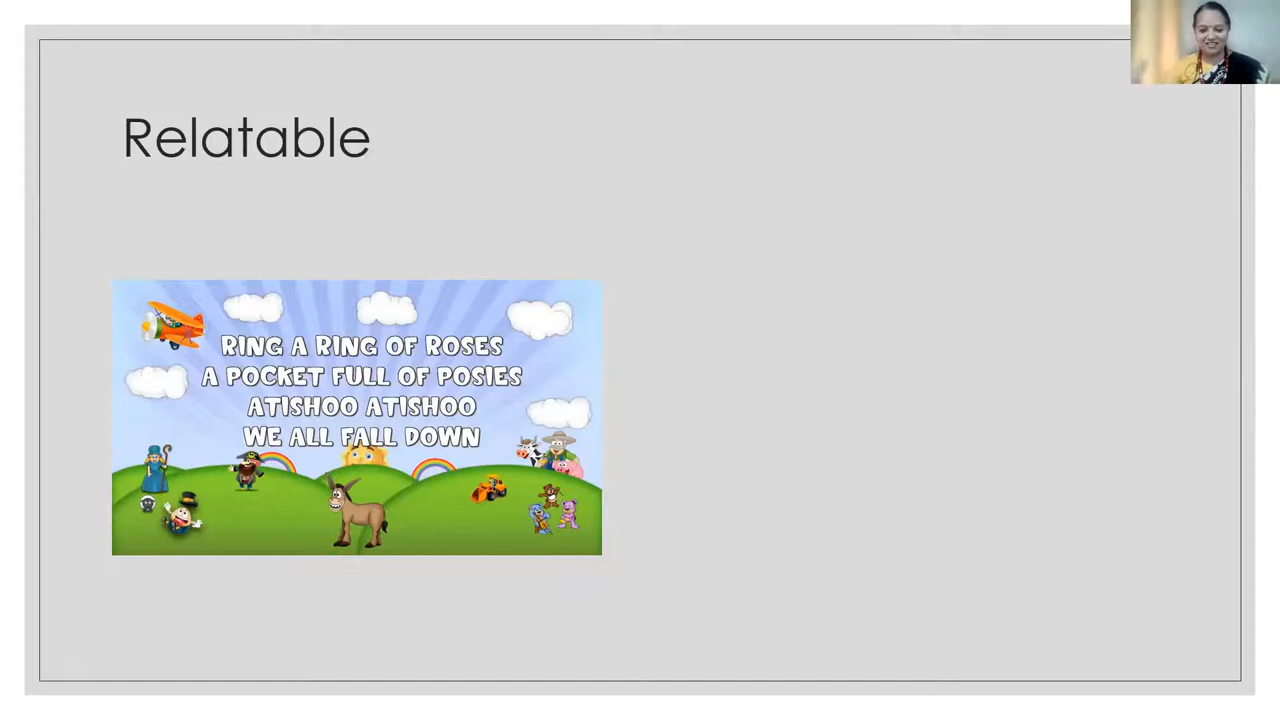 Relatable
RING A RING OF ROSES
A POCKET FULL OF POSIES
ATISHOO ATISHOO
WE ALL FALL DOWN